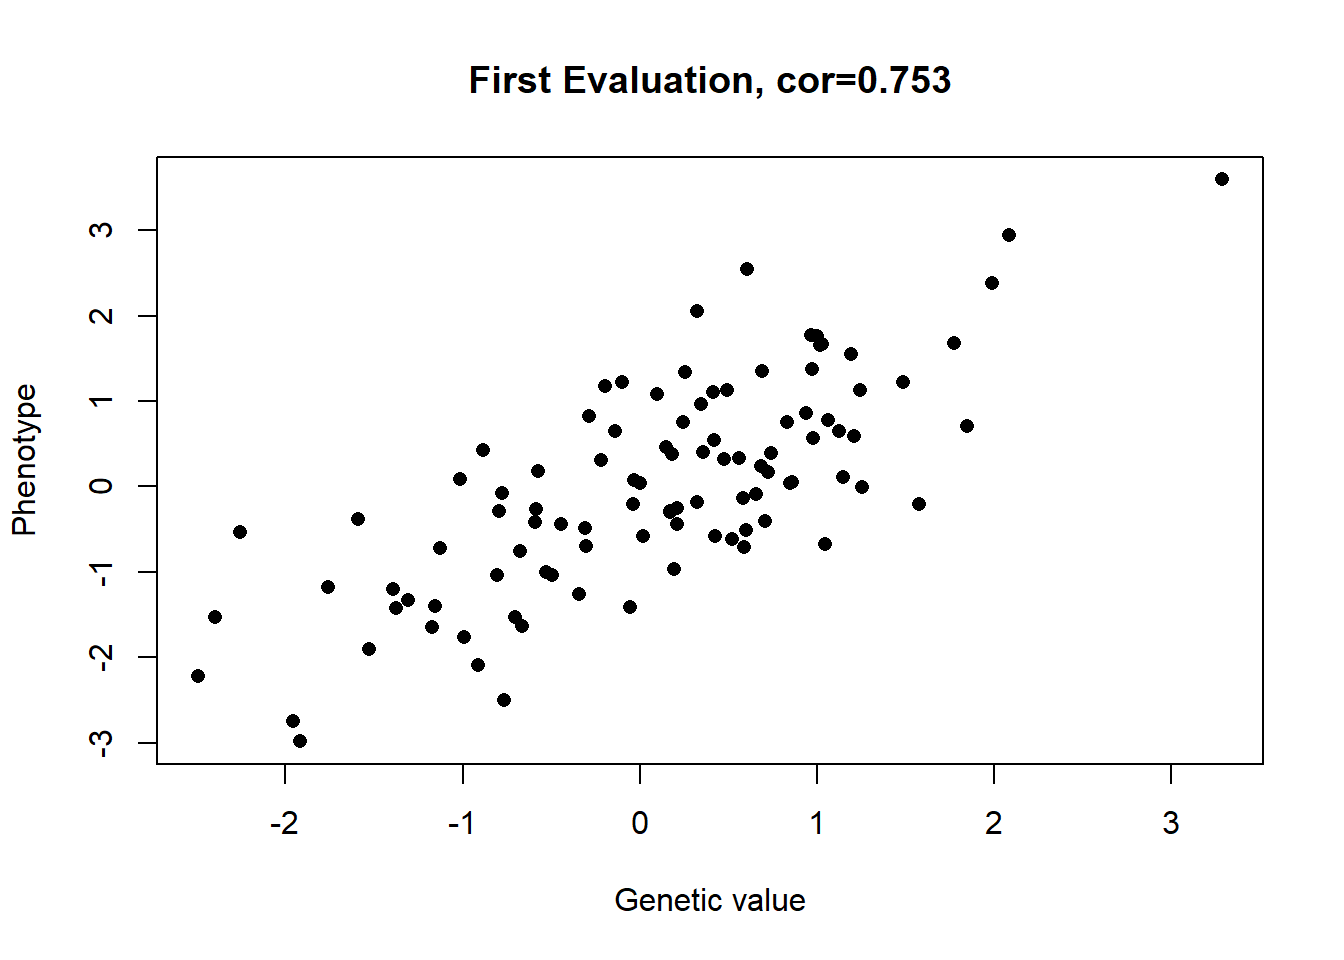 First Evaluation, cor=0.753
Phenotype
3
2
1
0
-1
-2
-3
-2 -1 0 1 2 3
Genetic value